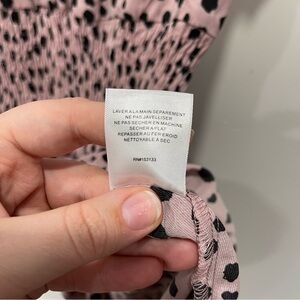 LAVER A LA MAIN SEPAREMENT
NE PAS JAVELLISER
NE PAS SECHER EN MACHINE
SECHER A PLAT
REPASSER AU FER FROID
NETTOYABLE A SEC
RN#153133